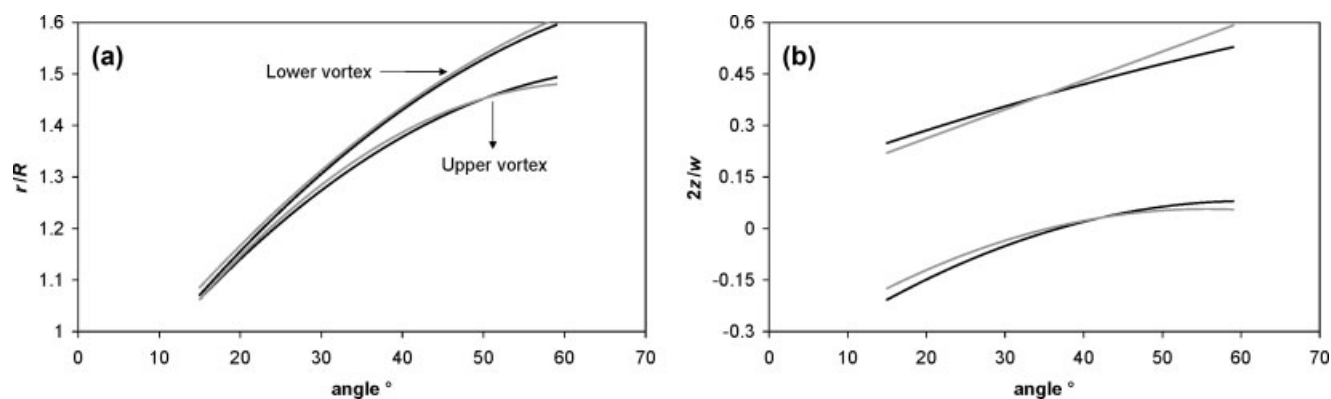 (a)
1.6
1.5
1.4
1.3
1.2
1.1
1
r/R
Lower vortex
Upper vortex
0 10 20 30 40 50 60 70
angle °
(b)
0.6
0.45
0.3
0.15
0
-0.15
-0.3
2z/w
0 10 20 30 40 50 60 70
angle °